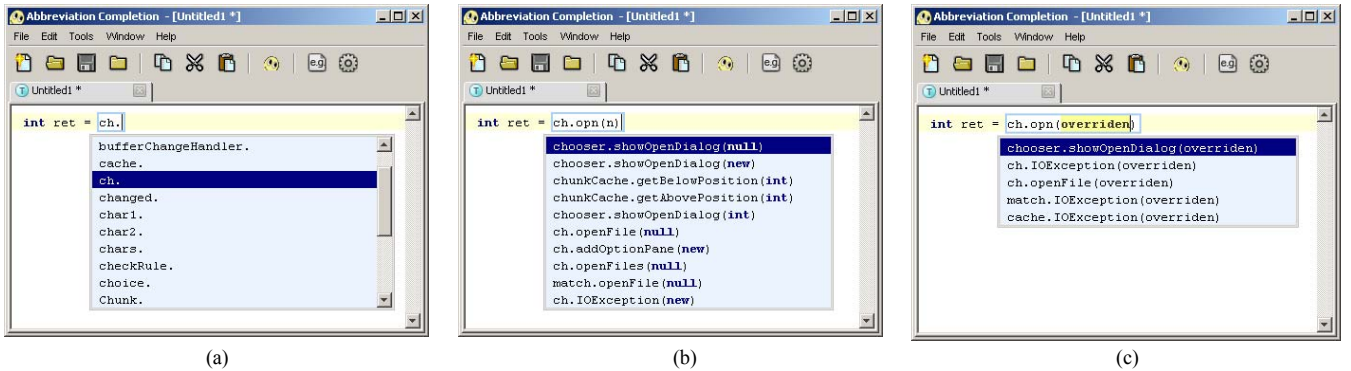 Abbreviation Completion - [Untitled1 *]
File Edit Tools Window Help
e.g
T Untitled1 *
int ret = ch.
bufferChangeHandler.
cache.
ch.
changed.
char1.
char2.
chars.
checkRule.
choice.
Chunk.
(a)
Abbreviation Completion - [Untitled1 *]
File Edit Tools Window Help
e.g
T Untitled1 *
int ret = ch.opn(n)
chooser.showOpenDialog(null)
chooser.showOpenDialog(new)
chunkCache.getBelowPosition(int)
chunkCache.getAbovePosition(int)
chooser.showOpenDialog(int)
ch.openFile(null)
ch.addOptionPane(new)
ch.openFiles(null)
match.openFile(null)
ch.IOException(new)
(b)
Abbreviation Completion - [Untitled1 *]
File Edit Tools Window Help
e.g
T Untitled1 *
int ret = ch.opn(overriden)
chooser.showOpenDialog(overriden)
ch.IOException(overriden)
ch.openFile(overriden)
match.IOException(overriden)
cache.IOException(overriden)
(c)